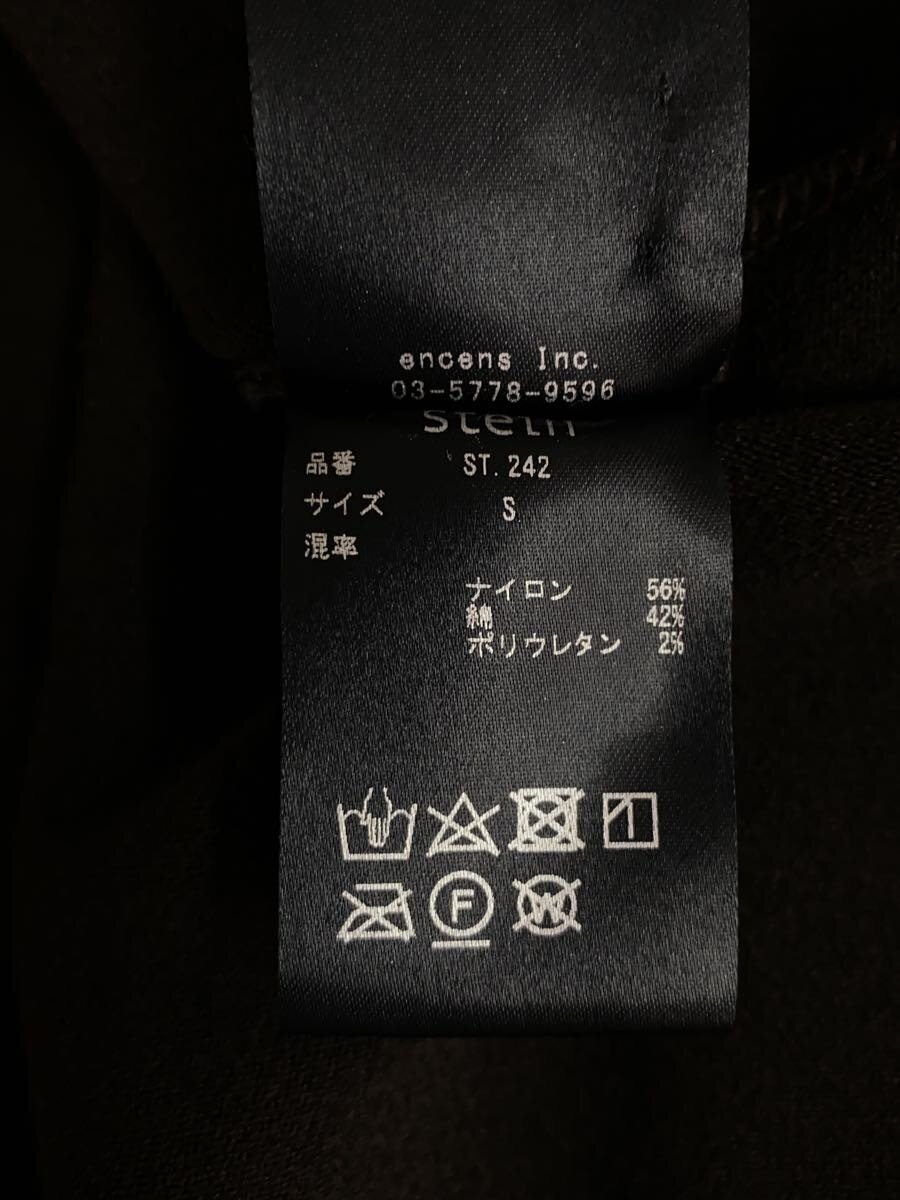 encens Inc.
03-5778-9596
stein
品番 ST.242
サイズ S
混率
ナイロン 56%
綿 42%
ポリウレタン 2%
F
W